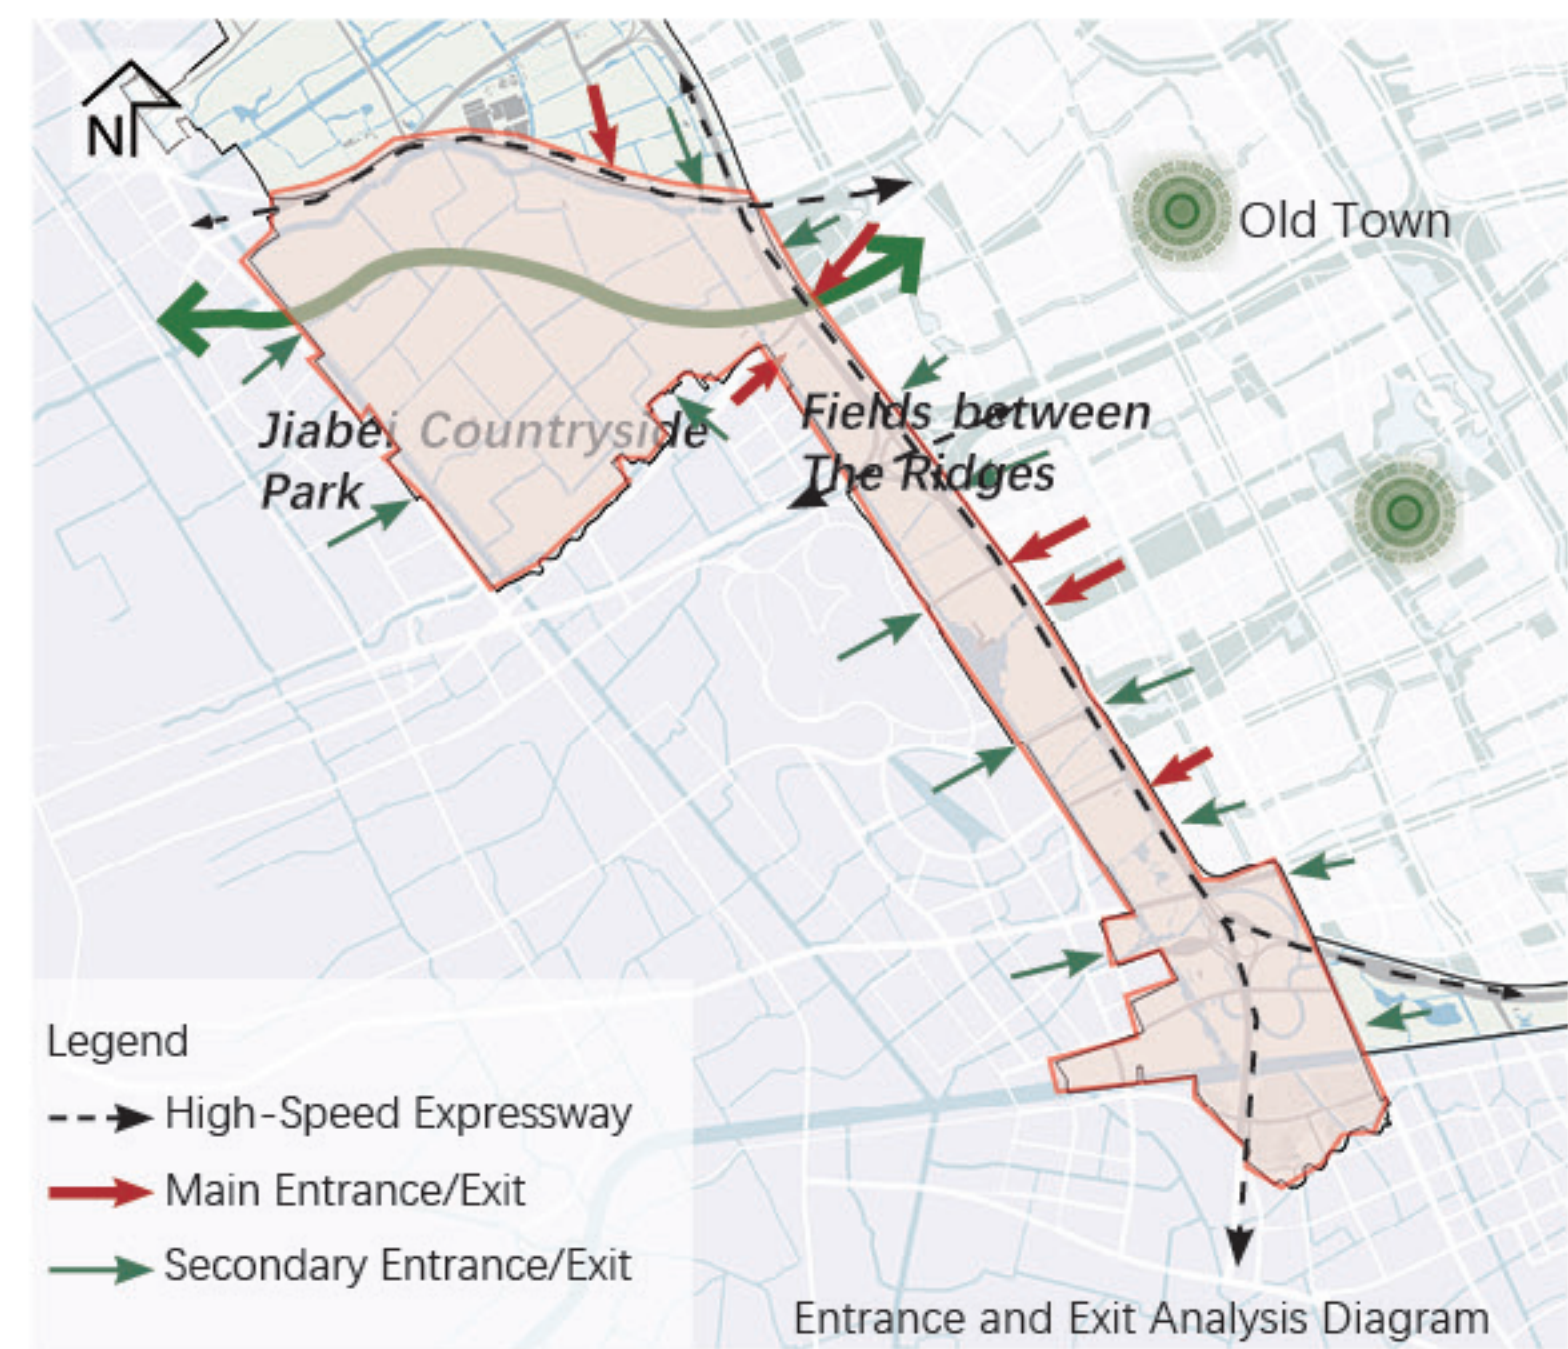 N
Old Town
Jiabei Countryside
Park
Fields between
The Ridges
Legend
High-Speed Expressway
Main Entrance/Exit
Secondary Entrance/Exit
Entrance and Exit Analysis Diagram